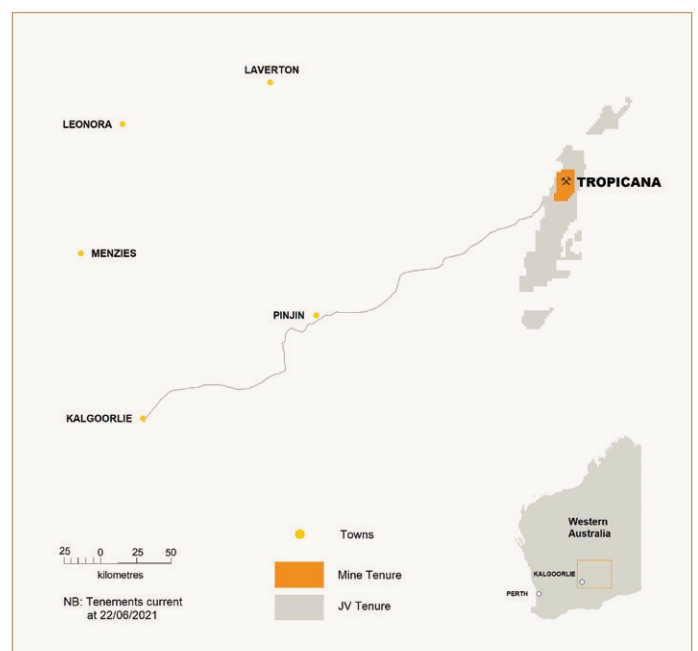 LAVERTON
LEONORA
TROPICANA
MENZIES
PINJIN
KALGOORLIE
Western
Australia
KALGOORLIE
PERTH
25 0 25 50
kilometres
NB: Tenements current
at 22/06/2021
Towns
Mine Tenure
JV Tenure